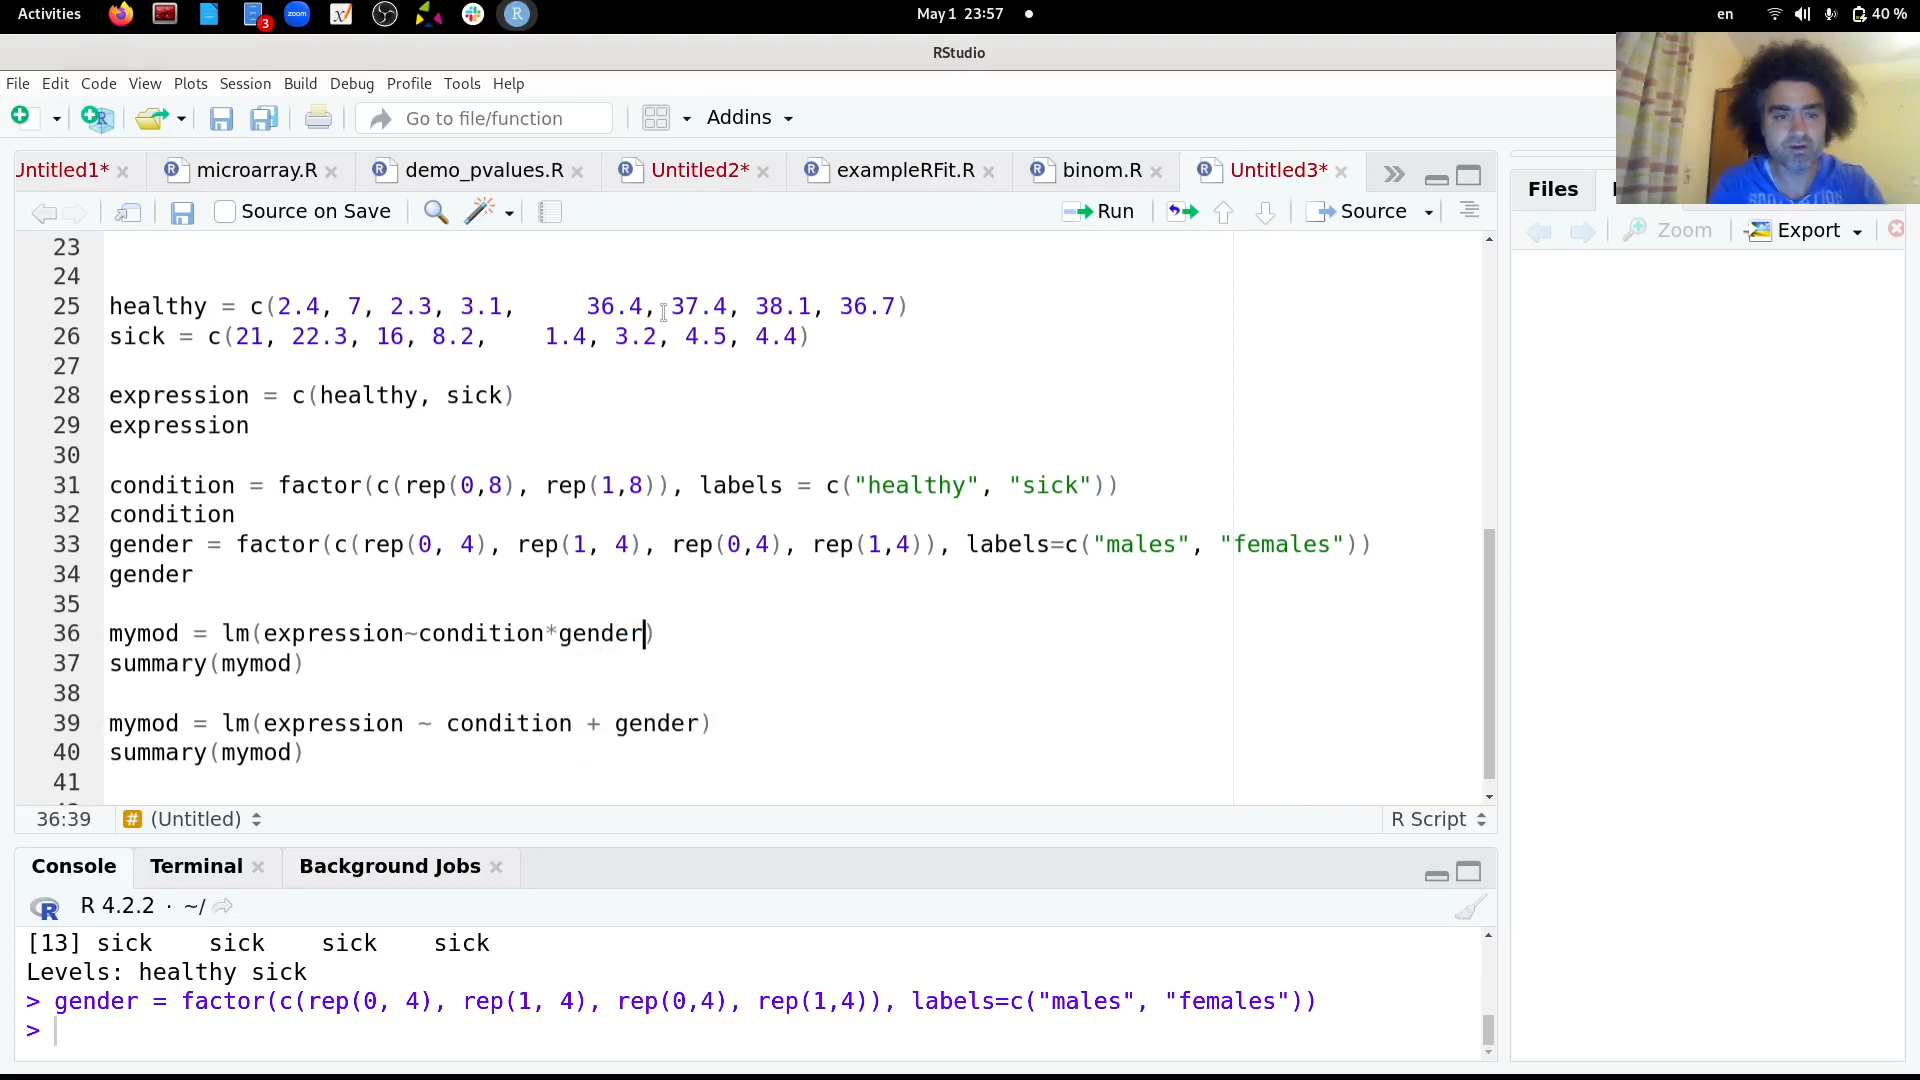 Activities
3
zoom
May 1 23:57
en
40 %
RStudio
File Edit Code View Plots Session Build Debug Profile Tools Help
Go to file/function
Addins
Untitled1*
microarray.R
demo_pvalues.R
Untitled2*
exampleRFit.R
binom.R
Untitled3*
Files
Source on Save
Run
Source
Zoom
Export
23
24
25 healthy = c(2.4, 7, 2.3, 3.1, 36.4, 37.4, 38.1, 36.7)
26 sick = c(21, 22.3, 16, 8.2, 1.4, 3.2, 4.5, 4.4)
27
28 expression = c(healthy, sick)
29 expression
30
31 condition = factor(c(rep(0,8), rep(1,8)), labels = c("healthy", "sick"))
32 condition
33 gender = factor(c(rep(0, 4), rep(1, 4), rep(0,4), rep(1,4)), labels=c("males", "females"))
34 gender
35
36 mymod = lm(expression~condition*gender)
37 summary(mymod)
38
39 mymod = lm(expression ~ condition + gender)
40 summary(mymod)
41
36:39
(Untitled)
R Script
Console
Terminal
Background Jobs
R 4.2.2 · ~/
[13] sick sick sick sick
Levels: healthy sick
> gender = factor(c(rep(0, 4), rep(1, 4), rep(0,4), rep(1,4)), labels=c("males", "females"))
>